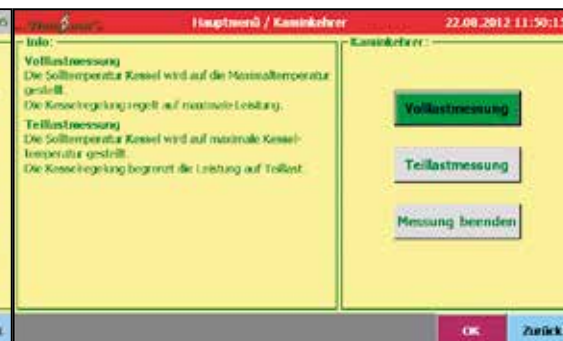 Hauptmenü / Kaminkehrer
22.08.2012 11:50:15
Info:
Volllastmessung
Die Solltemperatur Kessel wird auf die Maximaltemperatur
gestellt.
Die Kesselregelung regelt auf maximale Leistung.
Teillastmessung
Die Solltemperatur Kessel wird auf maximale Kessel-
temperatur gestellt.
Die Kesselregelung begrenzt die Leistung auf Teillast.
Kaminkehrer:
Volllastmessung
Teillastmessung
Messung beenden
OK
Zurück